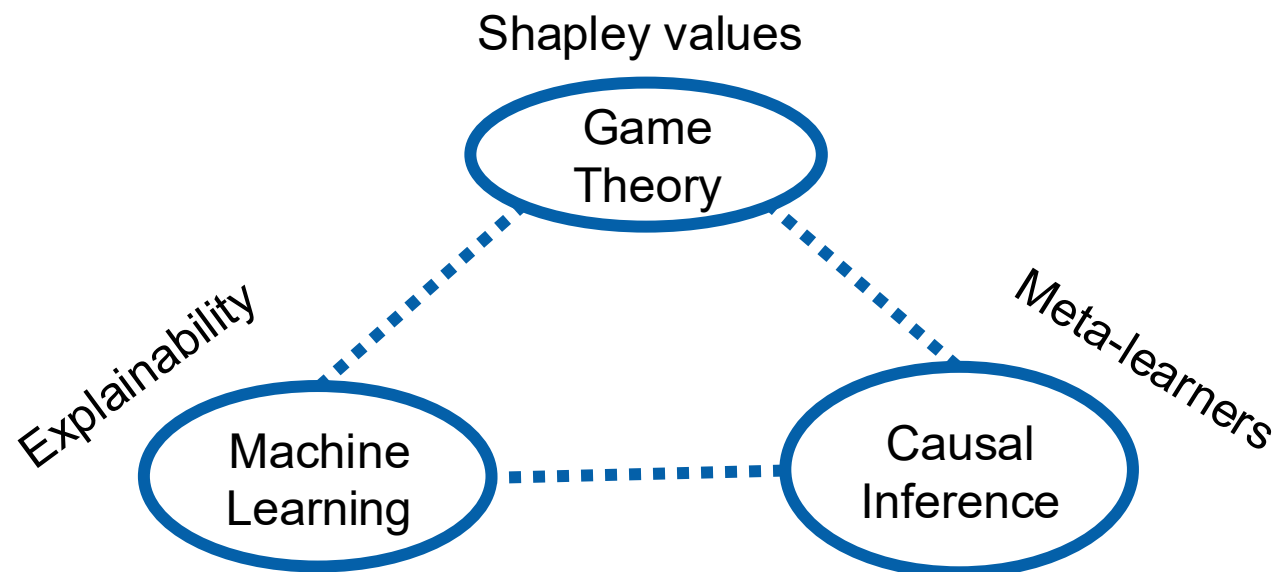 Shapley values
Game
Theory
Explainability
Meta-learners
Machine
Learning
Causal
Inference